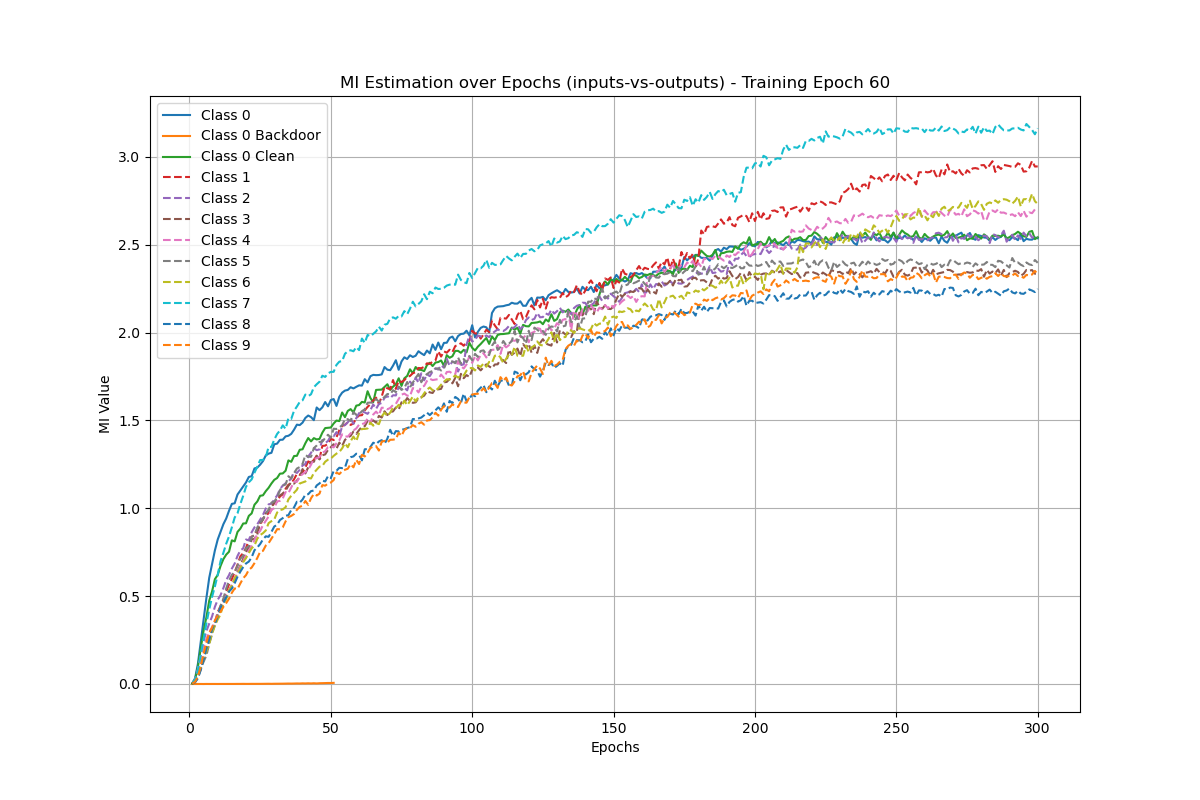 MI Estimation over Epochs (inputs-vs-outputs) - Training Epoch 60
Class 0
Class 0 Backdoor
Class 0 Clean
Class 1
Class 2
Class 3
Class 4
Class 5
Class 6
Class 7
Class 8
Class 9
MI Value
3.0
2.5
2.0
1.5
1.0
0.5
0.0
0 50 100 150 200 250 300
Epochs